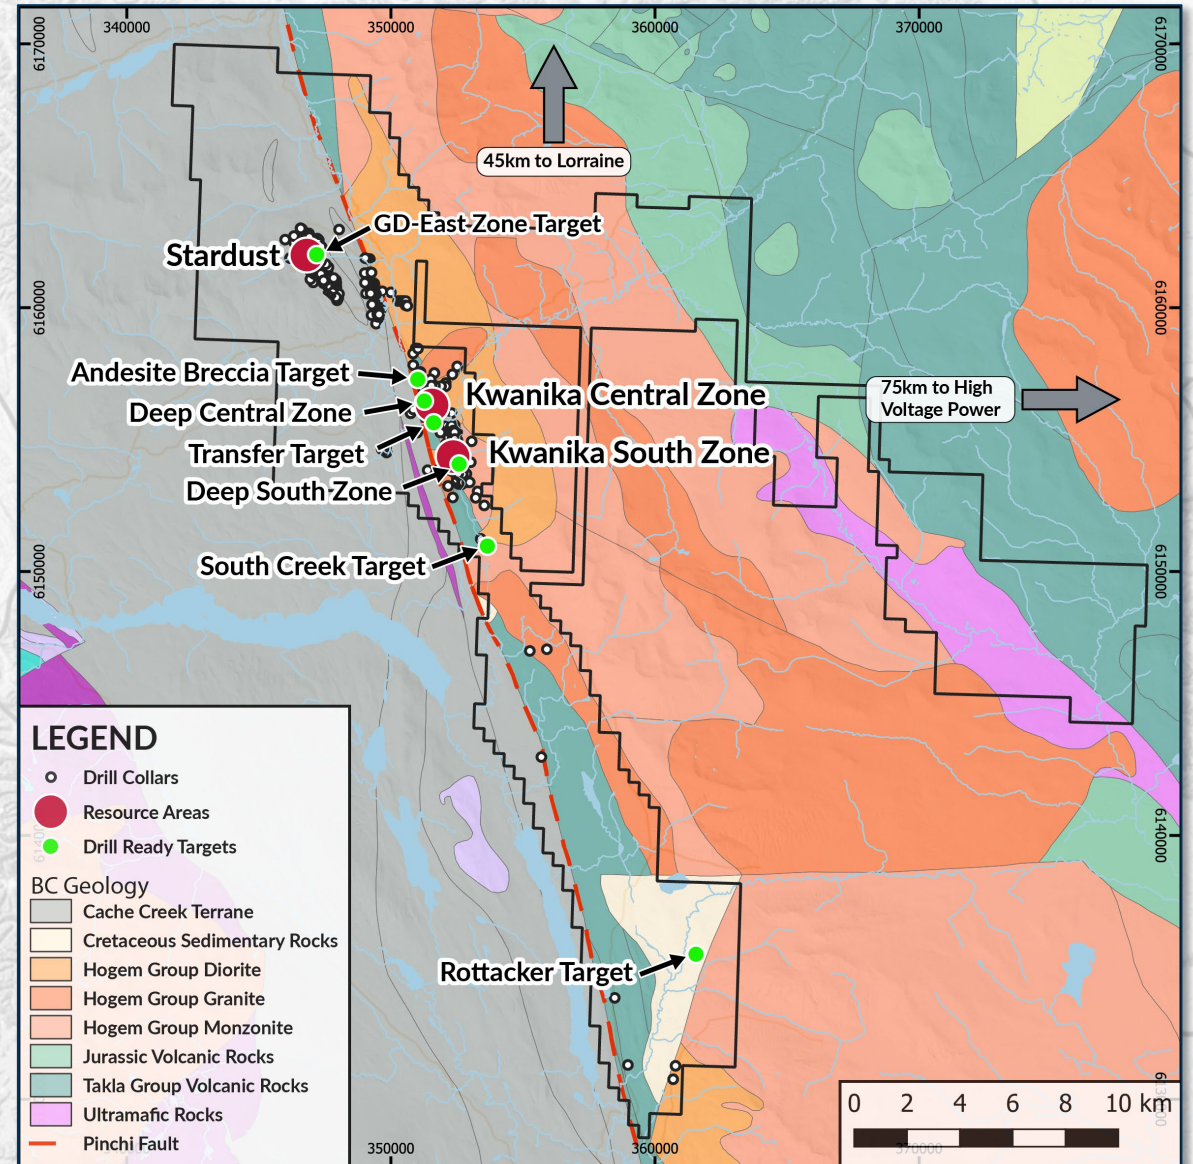 340000
350000
360000
370000
6170000
6170000
45km to Lorraine
GD-East Zone Target
Stardust
6160000
6160000
Andesite Breccia Target
Kwanika Central Zone
75km to High
Voltage Power
Deep Central Zone
Transfer Target
Kwanika South Zone
Deep South Zone
South Creek Target
6150000
6150000
LEGEND
Drill Collars
Resource Areas
Drill Ready Targets
6140000
BC Geology
Cache Creek Terrane
Cretaceous Sedimentary Rocks
Hogem Group Diorite
Hogem Group Granite
Hogem Group Monzonite
Jurassic Volcanic Rocks
Takla Group Volcanic Rocks
Ultramafic Rocks
Pinchi Fault
Rottacker Target
0 2 4 6 8 10 km
350000
360000
370000